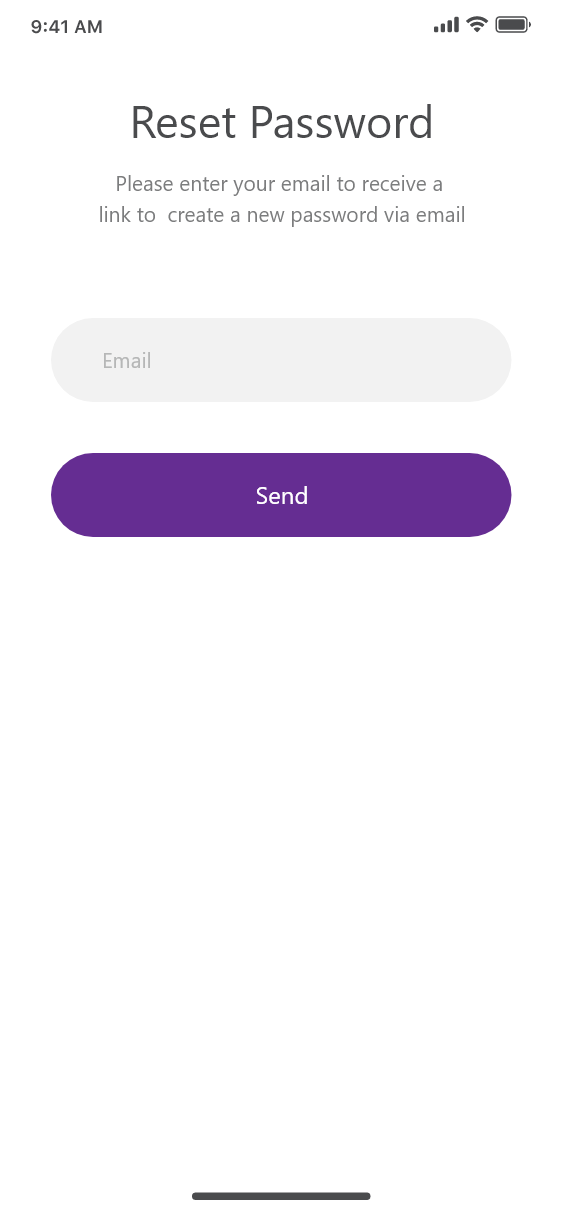 9:41 AM
Reset Password
Please enter your email to receive a
link to  create a new password via email
Email
Send